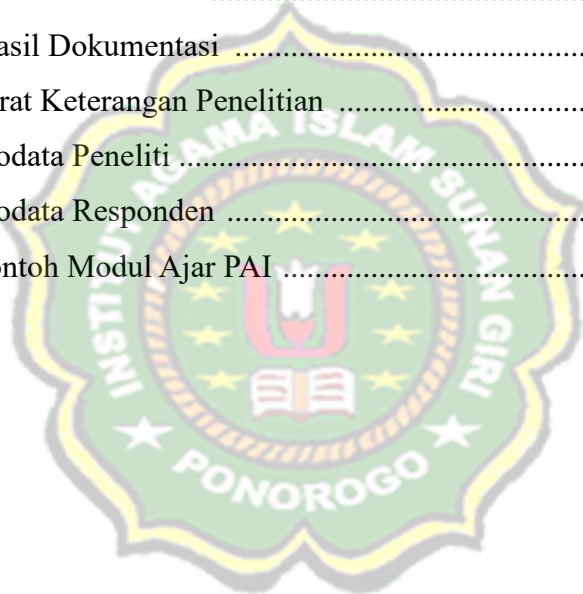 asil Dokumentasi ..........................................
rat Keterangan Penelitian .............................
odata Peneliti ................................................
odata Responden ..........................................
ontoh Modul Ajar PAI ...................................
INSTITUT AGAMA ISLAM SUNAN GIRI
PONOROGO